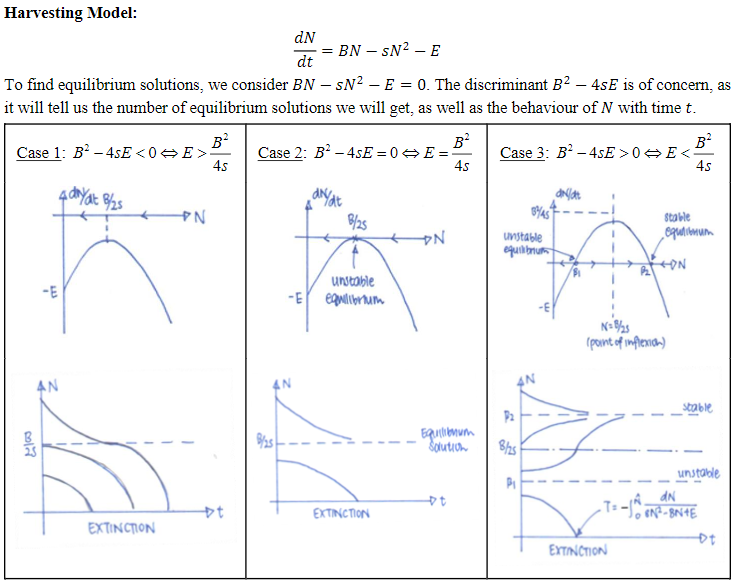 Harvesting Model:
dN/dt = BN − sN² − E
To find equilibrium solutions, we consider BN − sN² − E = 0. The discriminant B² − 4sE is of concern, as
it will tell us the number of equilibrium solutions we will get, as well as the behaviour of N with time t.
Case 1: B² – 4sE < 0 ⇔ E > B²/4s
dN/dt
B/2s
N
-E
N
B/2s
t
EXTINCTION
Case 2: B² – 4sE = 0 ⇔ E = B²/4s
dN/dt
B/2s
N
unstable
equilibrium
-E
N
B/2s
Equilibrium
Solution
t
EXTINCTION
Case 3: B² – 4sE > 0 ⇔ E < B²/4s
dN/dt
B²/4s
stable
equilibrium
unstable
equilibrium
β1
β2
N
-E
N=B/2s
(point of inflexion)
N
stable
β2
B/2s
unstable
β1
T = -∫₀^N̂ dN/sN²-BN+E
t
EXTINCTION